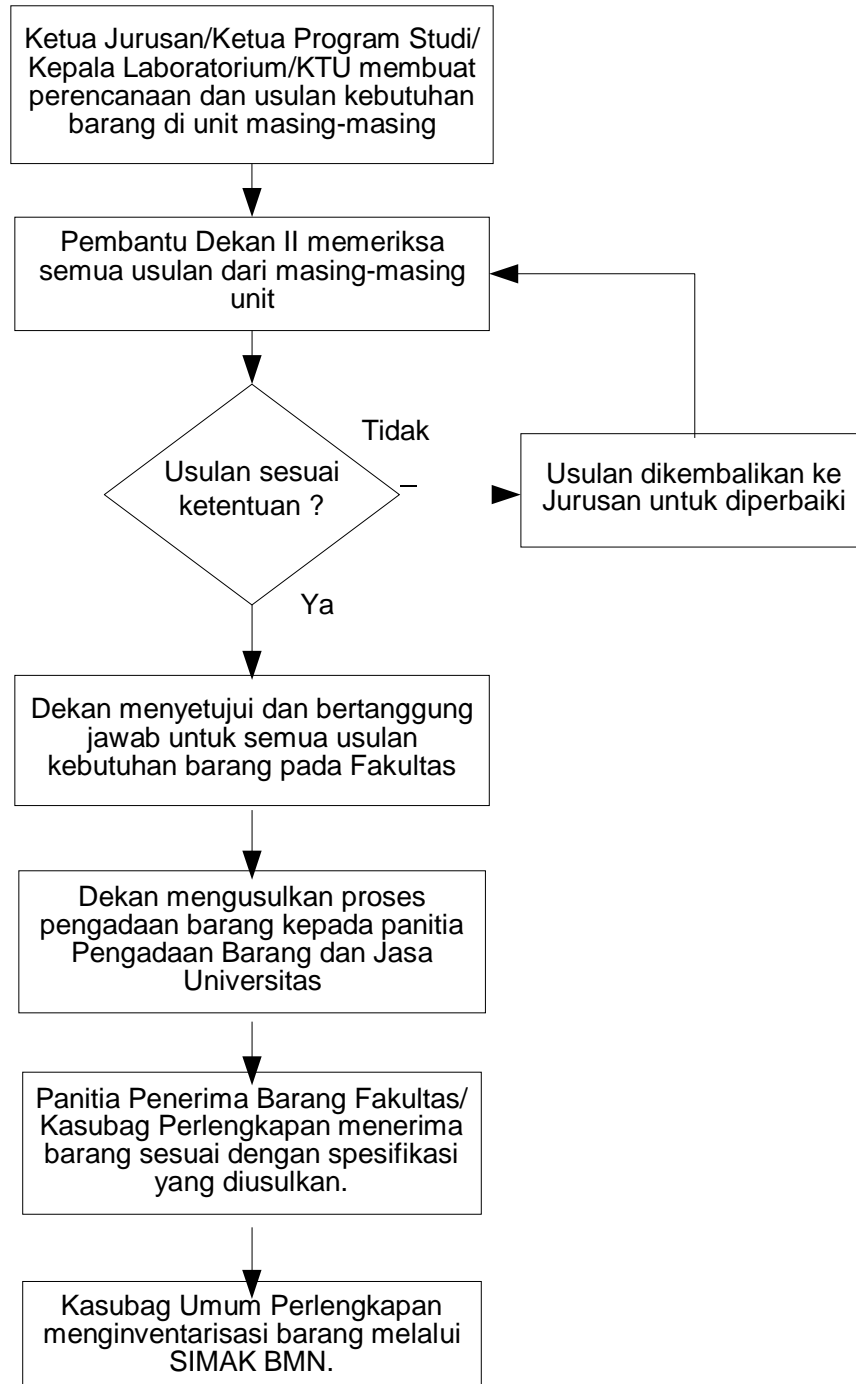 Ketua Jurusan/Ketua Program Studi/
Kepala Laboratorium/KTU membuat
perencanaan dan usulan kebutuhan
barang di unit masing-masing
Pembantu Dekan II memeriksa
semua usulan dari masing-masing
unit
Tidak
Usulan sesuai
ketentuan ?
Usulan dikembalikan ke
Jurusan untuk diperbaiki
Ya
Dekan menyetujui dan bertanggung
jawab untuk semua usulan
kebutuhan barang pada Fakultas
Dekan mengusulkan proses
pengadaan barang kepada panitia
Pengadaan Barang dan Jasa
Universitas
Panitia Penerima Barang Fakultas/
Kasubag Perlengkapan menerima
barang sesuai dengan spesifikasi
yang diusulkan.
Kasubag Umum Perlengkapan
menginventarisasi barang melalui
SIMAK BMN.